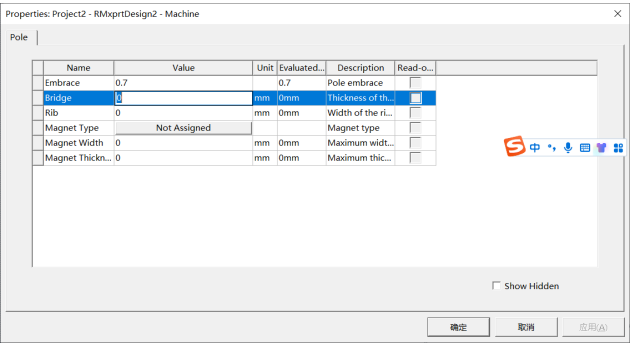 Properties: Project2 - RMxprtDesign2 - Machine
Pole
Name Value Unit Evaluated... Description Read-o...
Embrace 0.7 0.7 Pole embrace
Bridge 0 mm 0mm Thickness of th...
Rib 0 mm 0mm Width of the ri...
Magnet Type Not Assigned Magnet type
Magnet Width 0 mm 0mm Maximum widt...
Magnet Thickn... 0 mm 0mm Maximum thic...
S 中 °,
Show Hidden
确定 取消 应用(A)